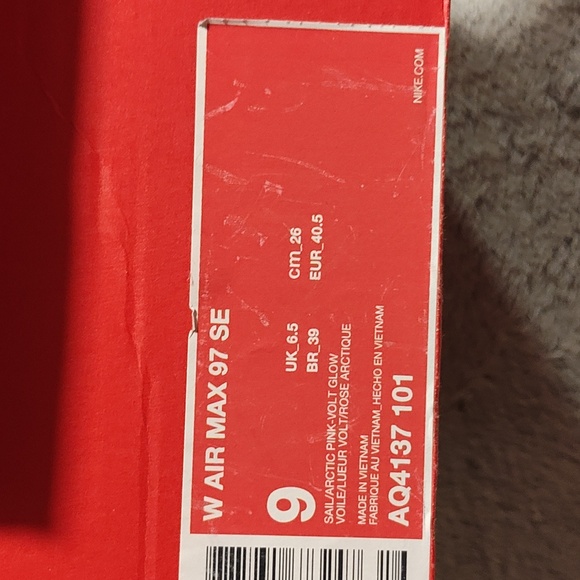 W AIR MAX 97 SE
9
UK_6.5
cm_26
BR_39
EUR_40.5
SAIL/ARCTIC PINK-VOLT GLOW
VOILE/LUEUR VOLT/ROSE ARCTIQUE
MADE IN VIETNAM
FABRIQUE AU VIETNAM_HECHO EN VIETNAM
AQ4137 101
NIKE.COM